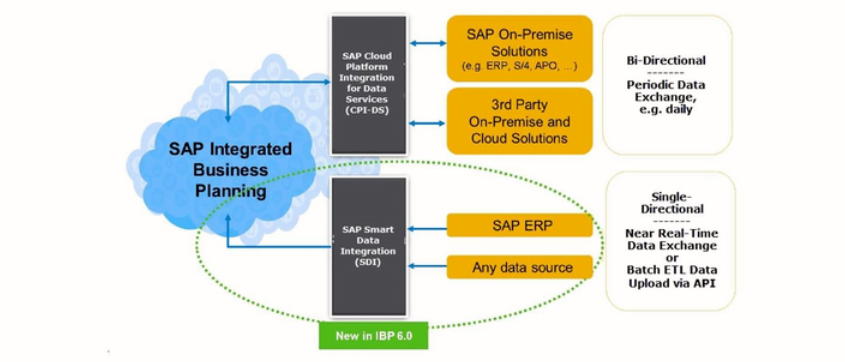 SAP Integrated
Business
Planning
SAP Cloud
Platform
Integration
for Data
Services
(CPI-DS)
SAP On-Premise
Solutions
(e.g. ERP, S/4, APO, ...)
3rd Party
On-Premise and
Cloud Solutions
Bi-Directional
-------
Periodic Data
Exchange,
e.g. daily
SAP Smart
Data
Integration
(SDI)
SAP ERP
Any data source
Single-
Directional
-------
Near Real-Time
Data Exchange
or
Batch ETL Data
Upload via API
New in IBP 6.0